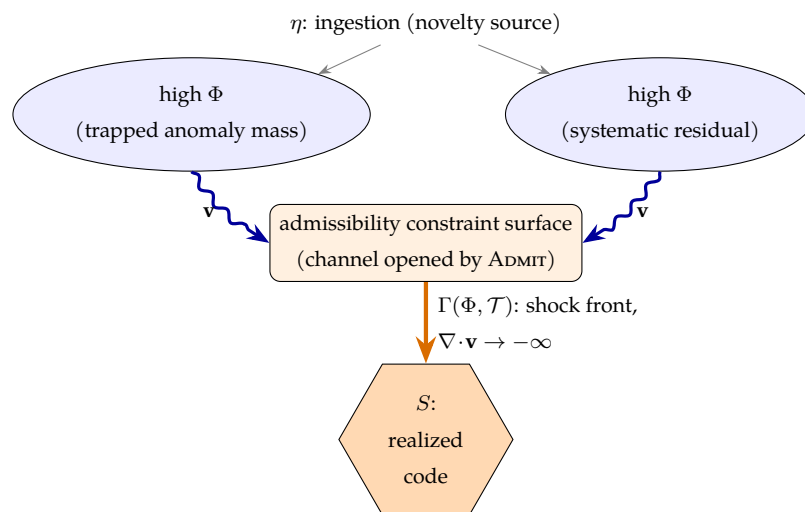 η: ingestion (novelty source)
high Φ
(trapped anomaly mass)
high Φ
(systematic residual)
v
v
admissibility constraint surface
(channel opened by ADMIT)
Γ(Φ, 𝒯): shock front,
∇·v → −∞
S:
realized
code